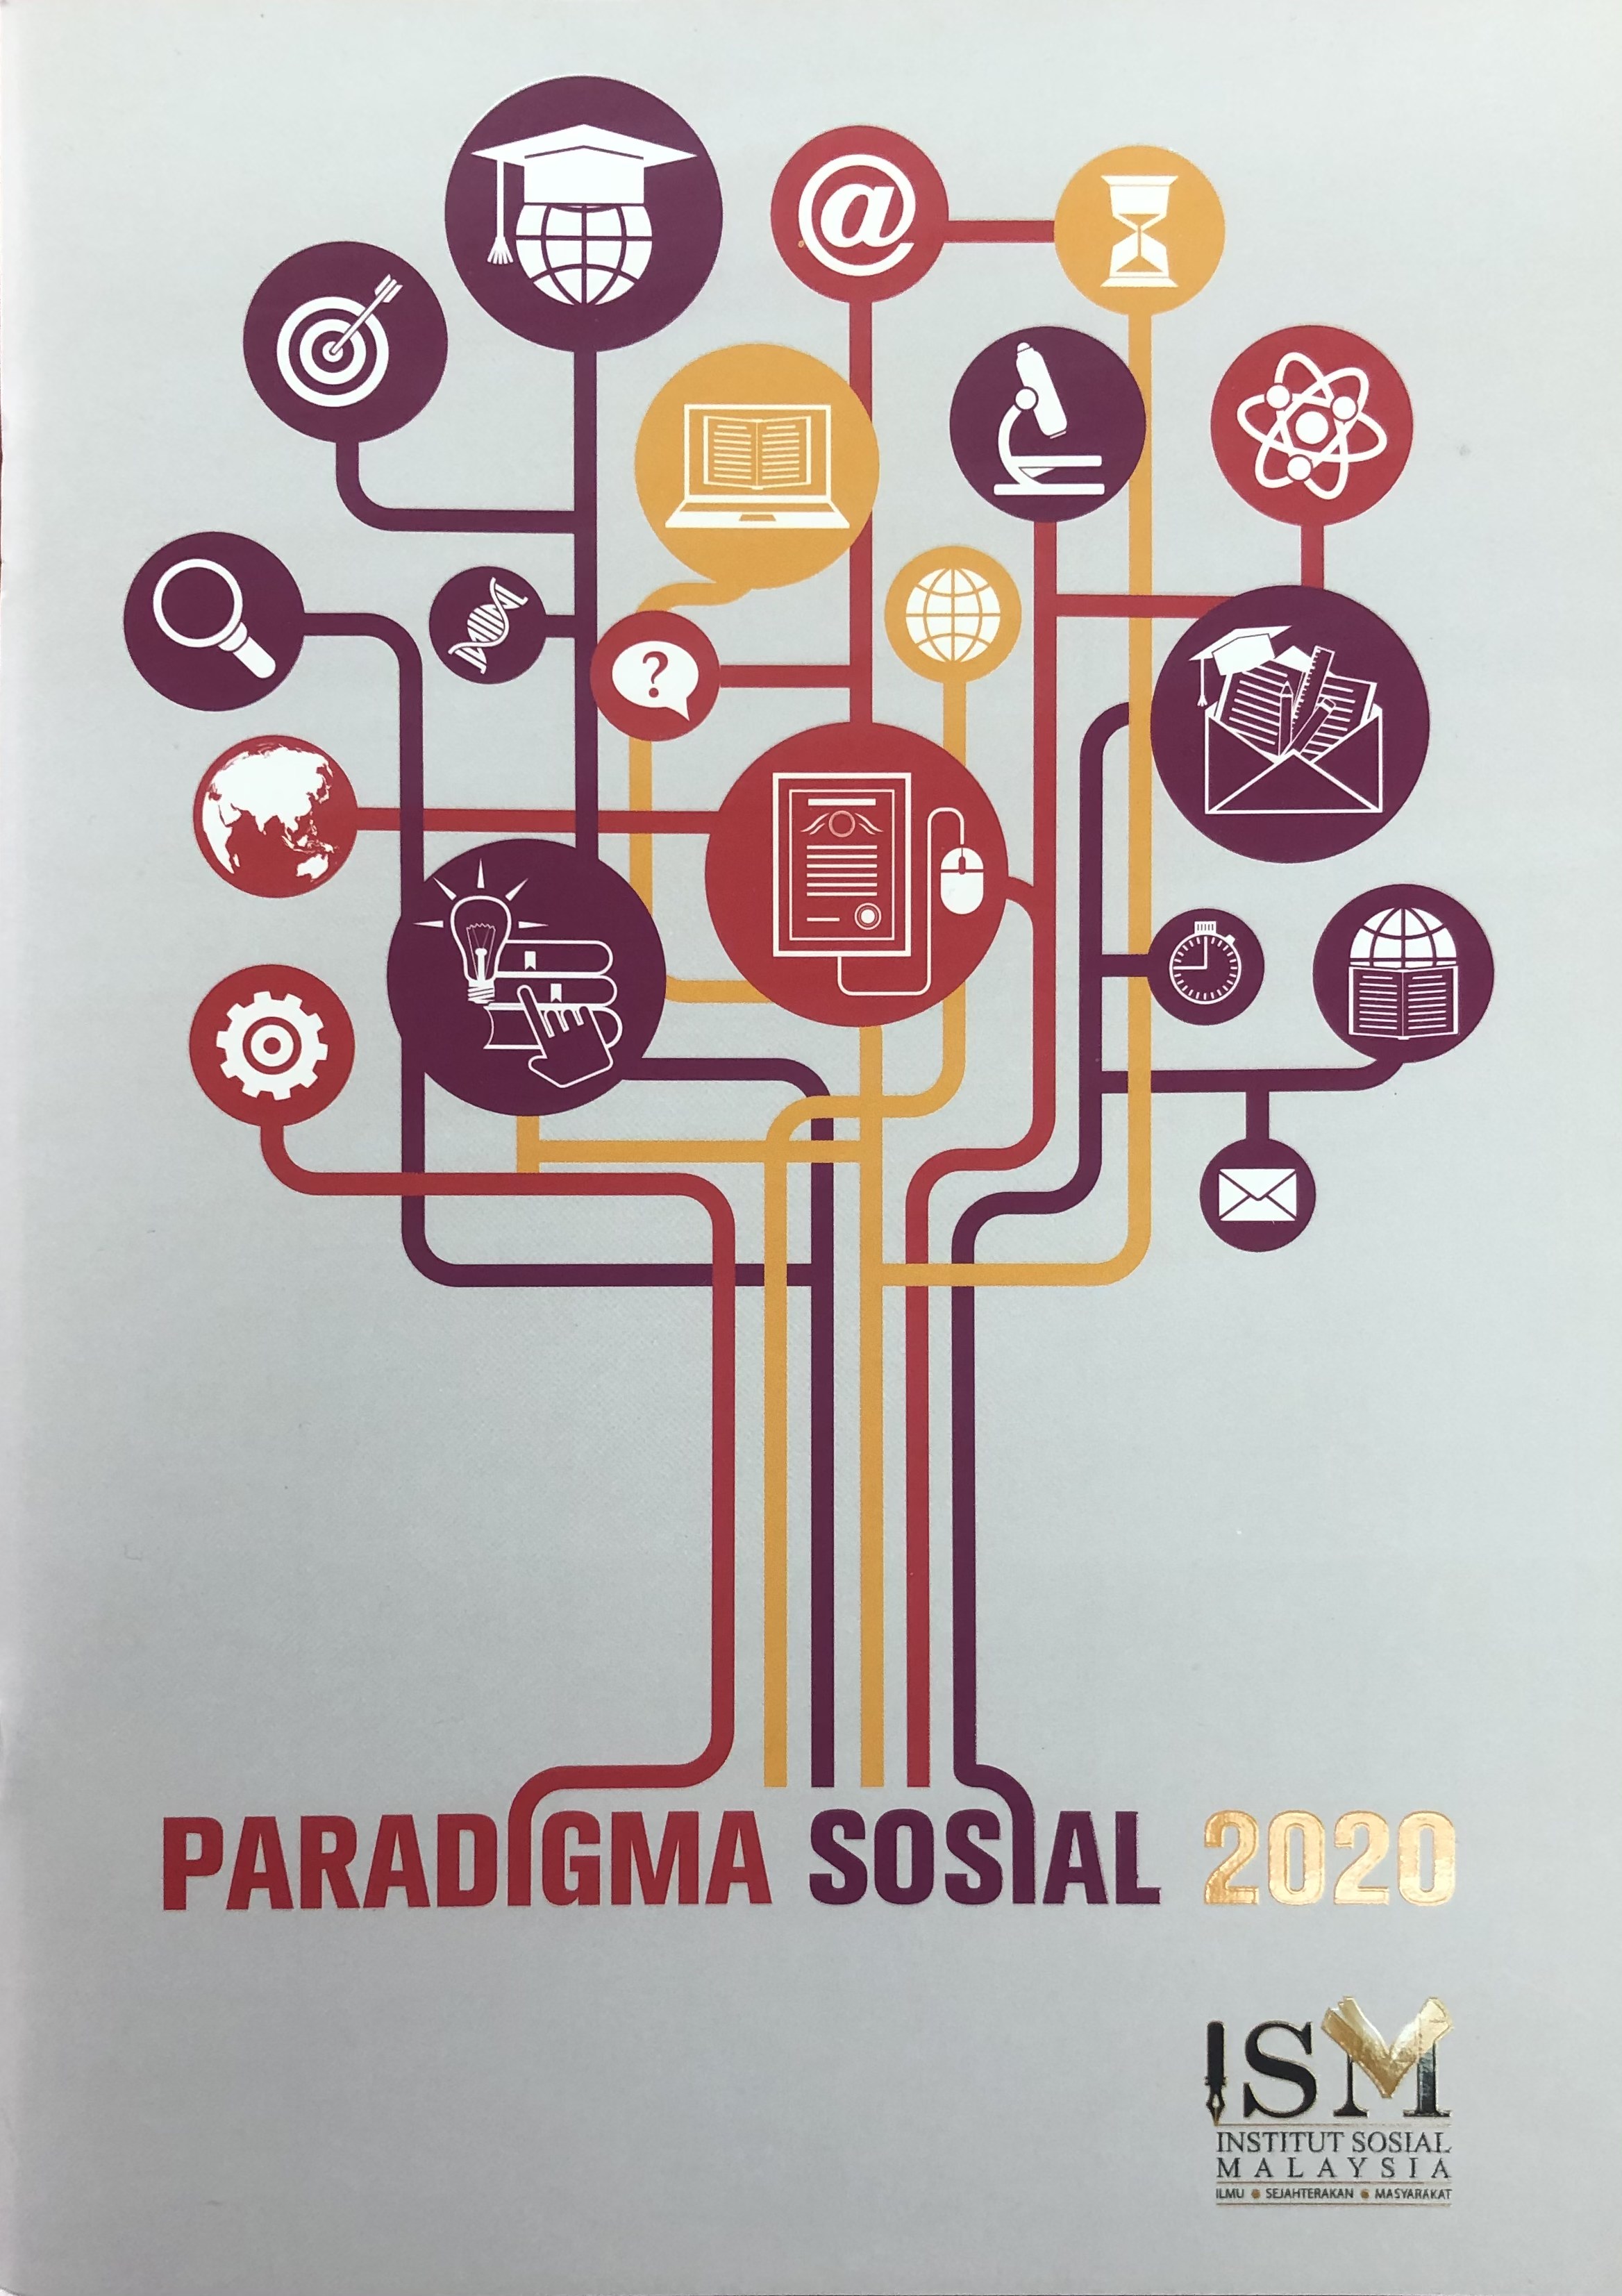 @
?
PARADIGMA SOSIAL 2020
ISM
INSTITUT SOSIAL
MALAYSIA
ILMU ● SEJAHTERAKAN ● MASYARAKAT